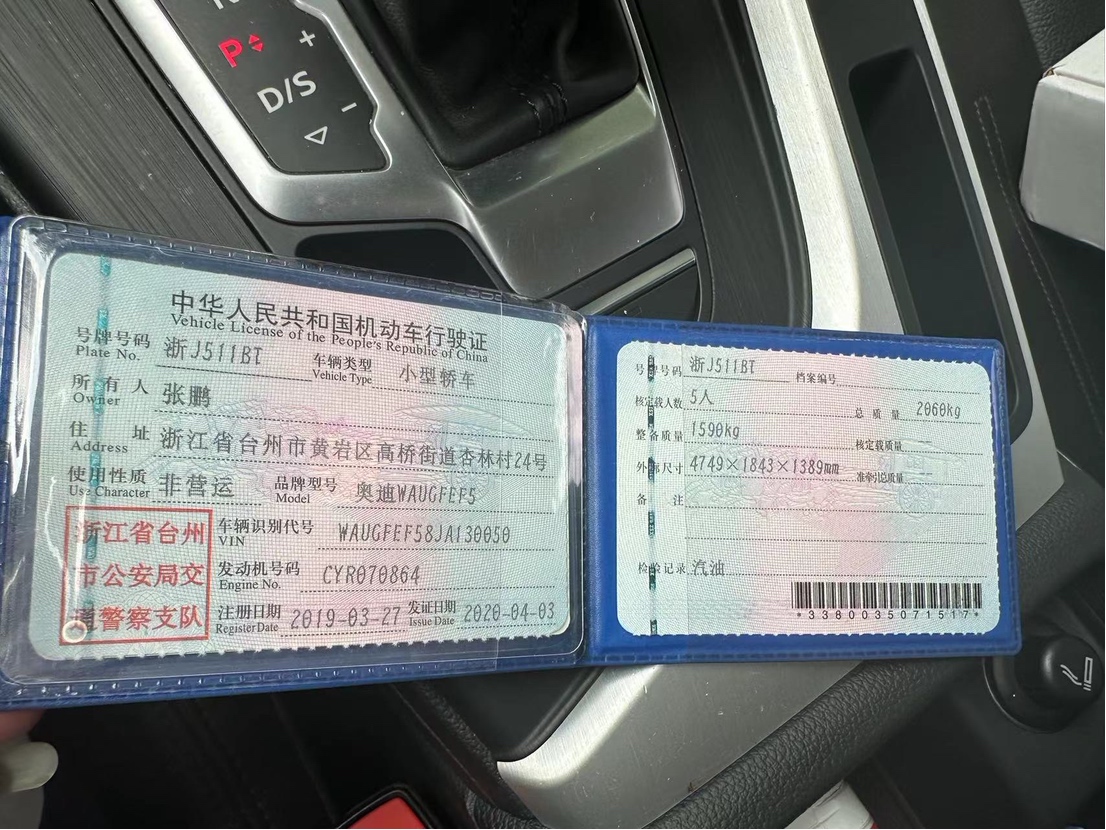 P
+
D/S
−
中华人民共和国机动车行驶证
Vehicle License of the People's Republic of China
号牌号码 浙J511BT 车辆类型 小型轿车
Plate No. Vehicle Type
所有人 张鹏
Owner
住址 浙江省台州市黄岩区高桥街道杏林村24号
Address
使用性质 非营运 品牌型号 奥迪WAUGFEF5
Use Character Model
浙江省台州
市公安局交
警察支队
车辆识别代号 WAUGFEF58JA130050
VIN
发动机号码 CYR070864
Engine No.
注册日期 2019-03-27 发证日期 2020-04-03
Register Date Issue Date
号牌号码 浙J511BT 档案编号
核定载人数 5人 总质量 2060kg
整备质量 1590kg 核定载质量 —
外廓尺寸 4749×1843×1389mm 准牵引总质量 —
备注
检验记录 汽油
*3380035071517*